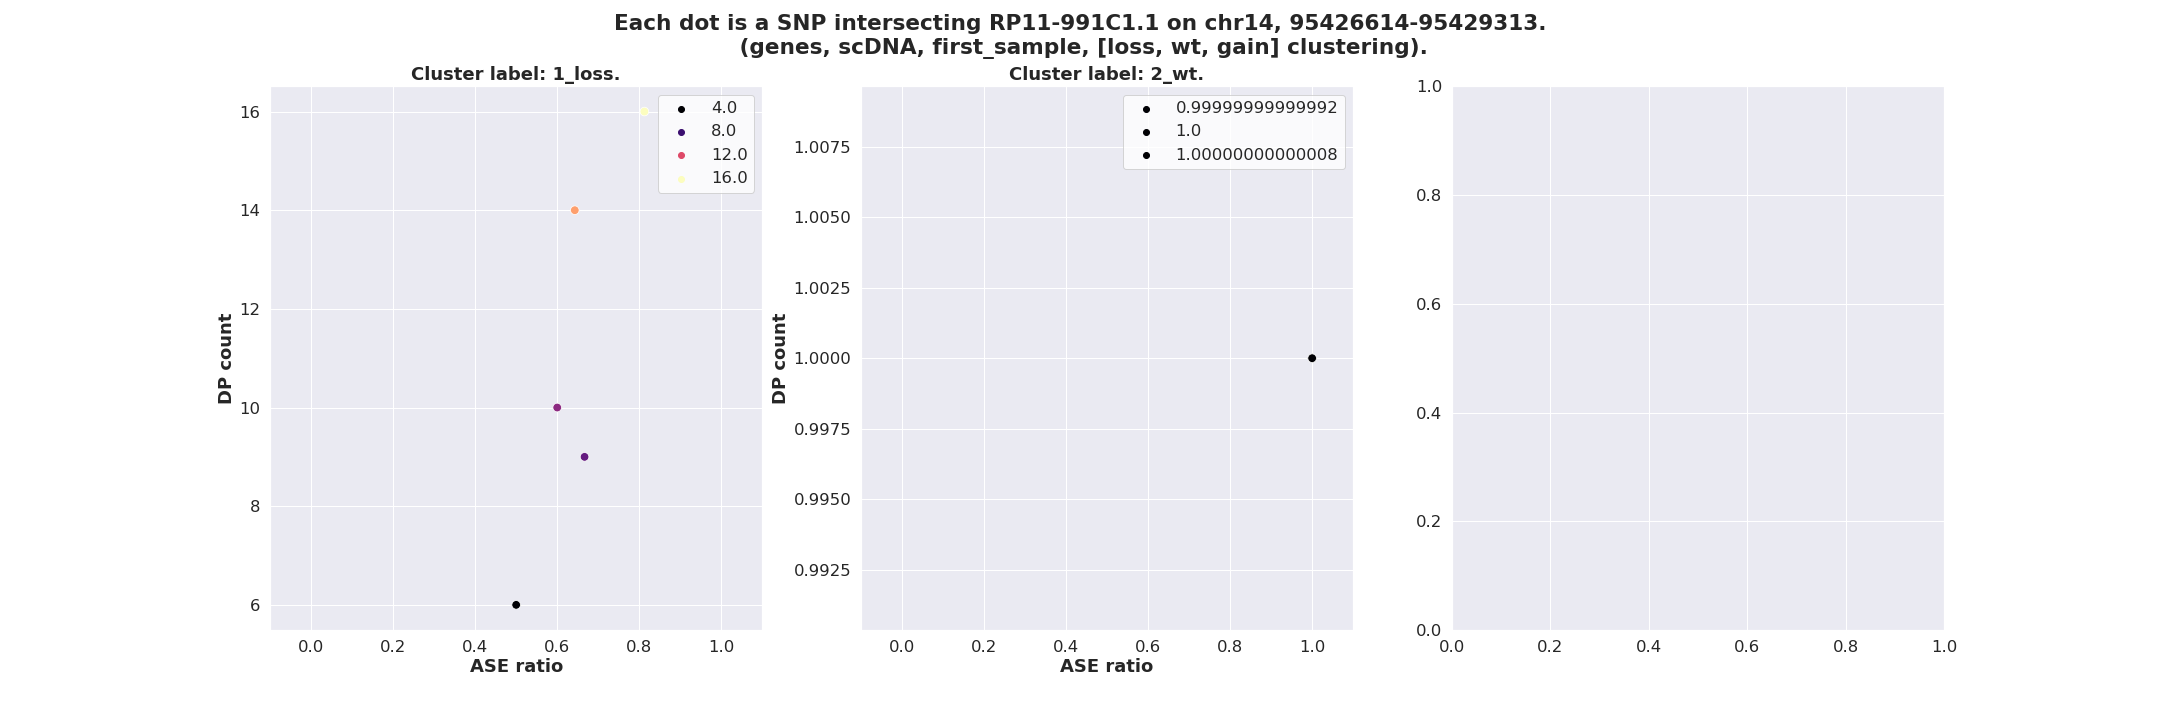 Each dot is a SNP intersecting RP11-991C1.1 on chr14, 95426614-95429313.
(genes, scDNA, first_sample, [loss, wt, gain] clustering).
Cluster label: 1_loss.
16
14
12
10
8
6
DP count
4.0
8.0
12.0
16.0
0.0 0.2 0.4 0.6 0.8 1.0
ASE ratio
Cluster label: 2_wt.
1.0075
1.0050
1.0025
1.0000
0.9975
0.9950
0.9925
DP count
0.99999999999992
1.0
1.00000000000008
0.0 0.2 0.4 0.6 0.8 1.0
ASE ratio
1.0
0.8
0.6
0.4
0.2
0.0
0.0 0.2 0.4 0.6 0.8 1.0